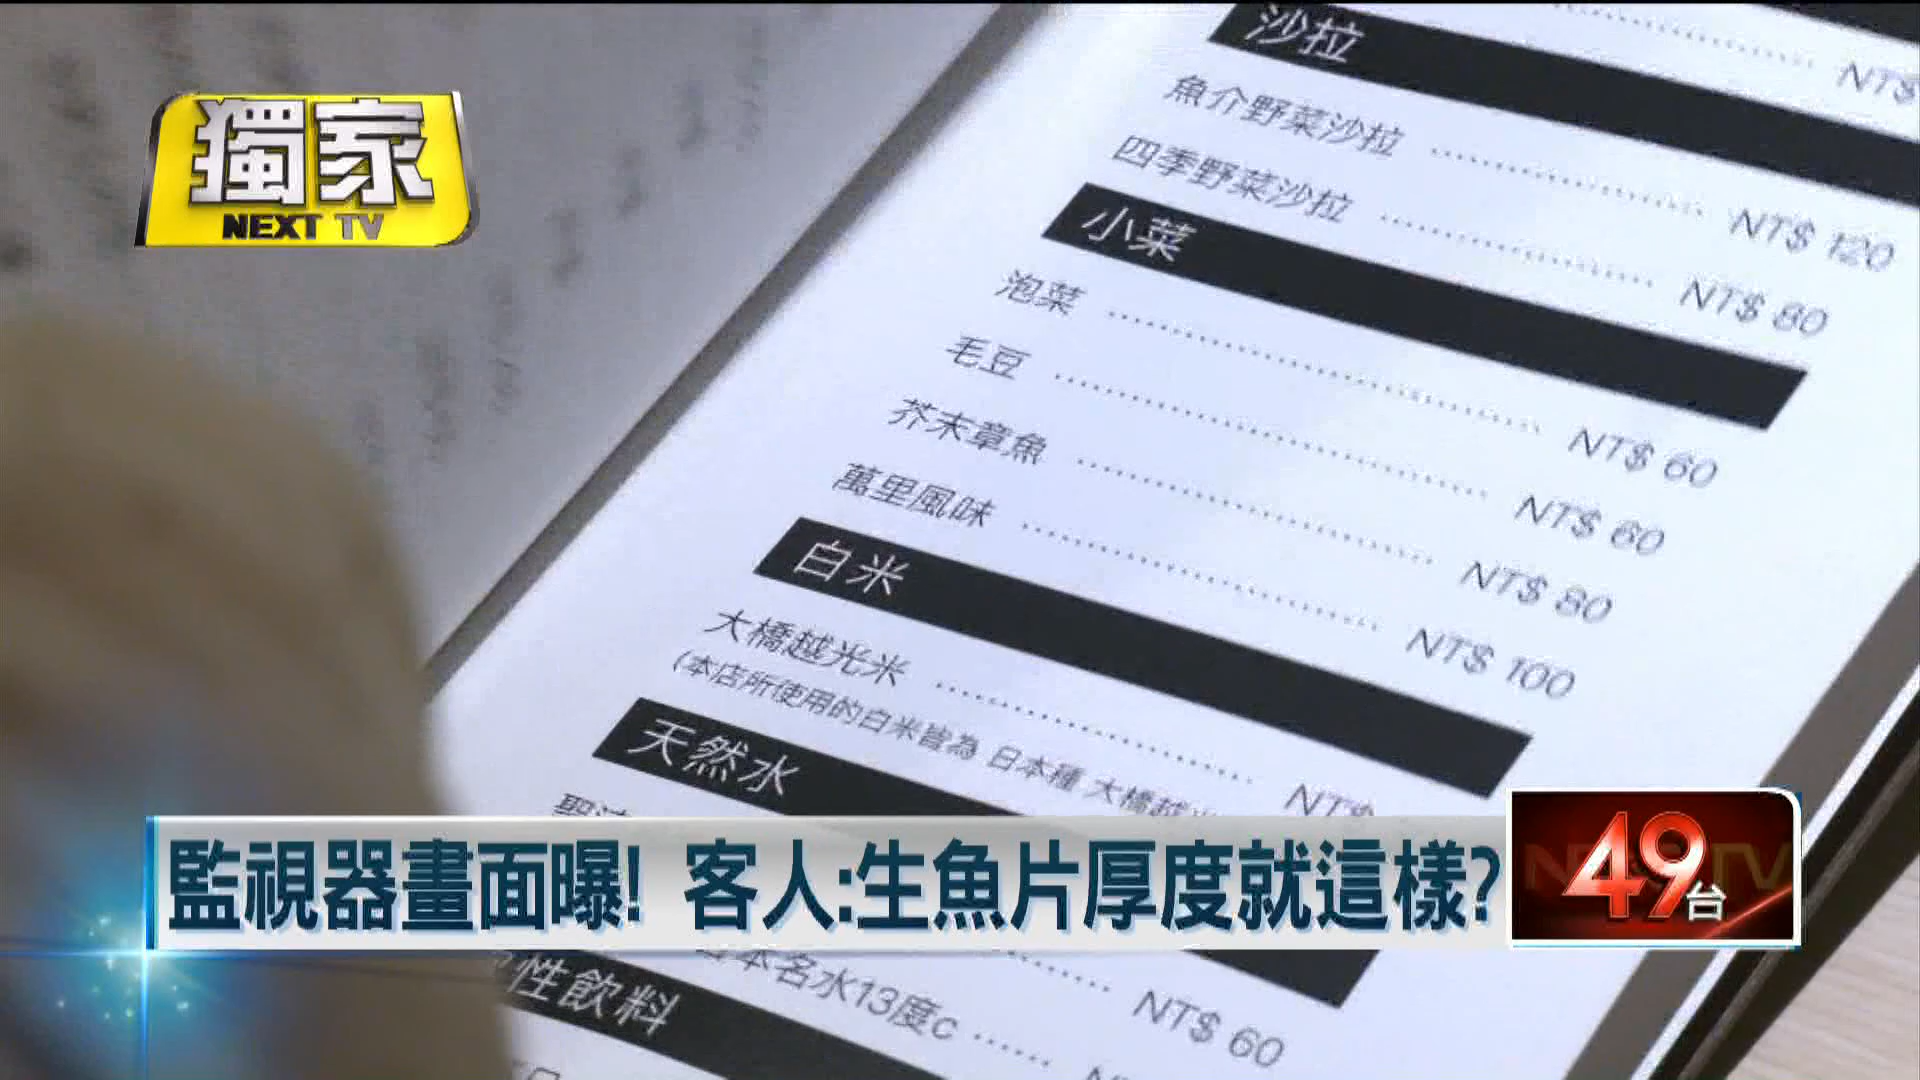 獨家
NEXT TV
NT$
沙拉
魚介野菜沙拉 NT$ 120
四季野菜沙拉 NT$ 80
小菜
泡菜 NT$ 60
毛豆 NT$ 60
芥末章魚 NT$ 80
萬里風味 NT$ 100
白米
大橋越光米 NT$
(本店所使用的白米皆為 日本種 大橋越光
天然水
監視器畫面曝! 客人:生魚片厚度就這樣?
49台
NT$ 60
日本名水13度c
性飲料